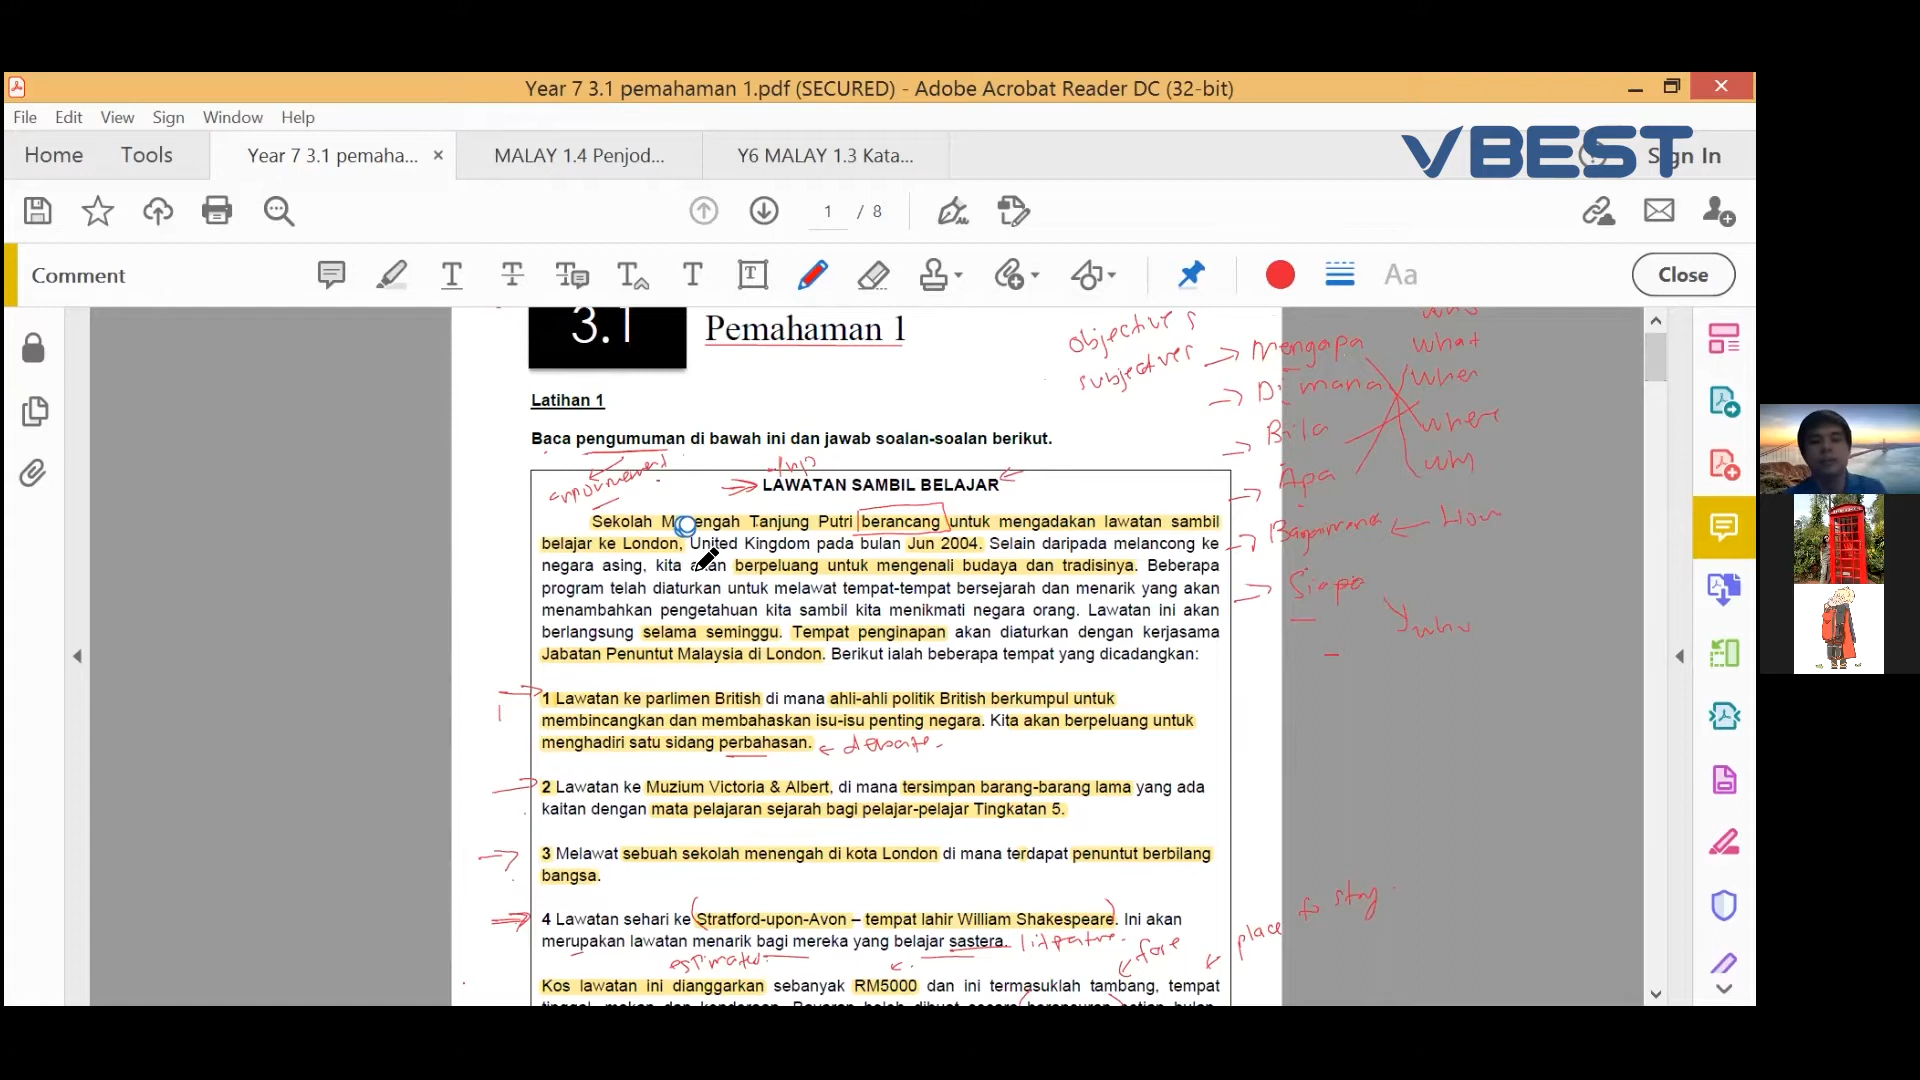 Year 7 3.1 pemahaman 1.pdf (SECURED) - Adobe Acrobat Reader DC (32-bit)
File Edit View Sign Window Help
Home Tools Year 7 3.1 pemaha... × MALAY 1.4 Penjod... Y6 MALAY 1.3 Kata... Sign In
VBEST
1 / 8
Comment Close
3.1 Pemahaman 1
Latihan 1
Baca pengumuman di bawah ini dan jawab soalan-soalan berikut.
trip
LAWATAN SAMBIL BELAJAR
Sekolah Menengah Tanjung Putri berancang untuk mengadakan lawatan sambil
belajar ke London, United Kingdom pada bulan Jun 2004. Selain daripada melancong ke
negara asing, kita akan berpeluang untuk mengenali budaya dan tradisinya. Beberapa
program telah diaturkan untuk melawat tempat-tempat bersejarah dan menarik yang akan
menambahkan pengetahuan kita sambil kita menikmati negara orang. Lawatan ini akan
berlangsung selama seminggu. Tempat penginapan akan diaturkan dengan kerjasama
Jabatan Penuntut Malaysia di London. Berikut ialah beberapa tempat yang dicadangkan:
1 Lawatan ke parlimen British di mana ahli-ahli politik British berkumpul untuk
membincangkan dan membahaskan isu-isu penting negara. Kita akan berpeluang untuk
menghadiri satu sidang perbahasan.
2 Lawatan ke Muzium Victoria & Albert, di mana tersimpan barang-barang lama yang ada
kaitan dengan mata pelajaran sejarah bagi pelajar-pelajar Tingkatan 5.
3 Melawat sebuah sekolah menengah di kota London di mana terdapat penuntut berbilang
bangsa.
4 Lawatan sehari ke Stratford-upon-Avon – tempat lahir William Shakespeare. Ini akan
merupakan lawatan menarik bagi mereka yang belajar sastera.
estimated
Kos lawatan ini dianggarkan sebanyak RM5000 dan ini termasuklah tambang, tempat
tinggal, makan dan kenderaan. Bayaran boleh dibuat secara beransuran setiap bulan
fare
place to stay
objectives
subjectives
Mengapa
Di mana
Bila
Apa
Bagaimana
Siapa
what
when
where
why
How
who